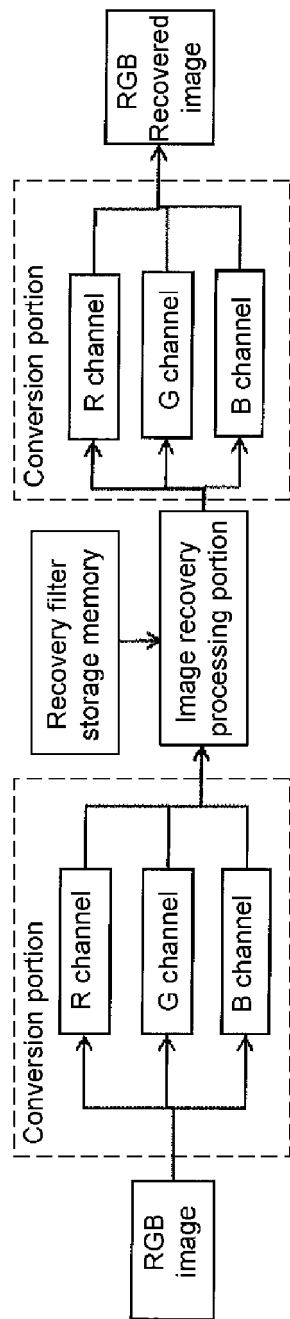 RGB
image
Conversion portion
R channel
G channel
B channel
Recovery filter
storage memory
Image recovery
processing portion
Conversion portion
R channel
G channel
B channel
RGB
Recovered
image